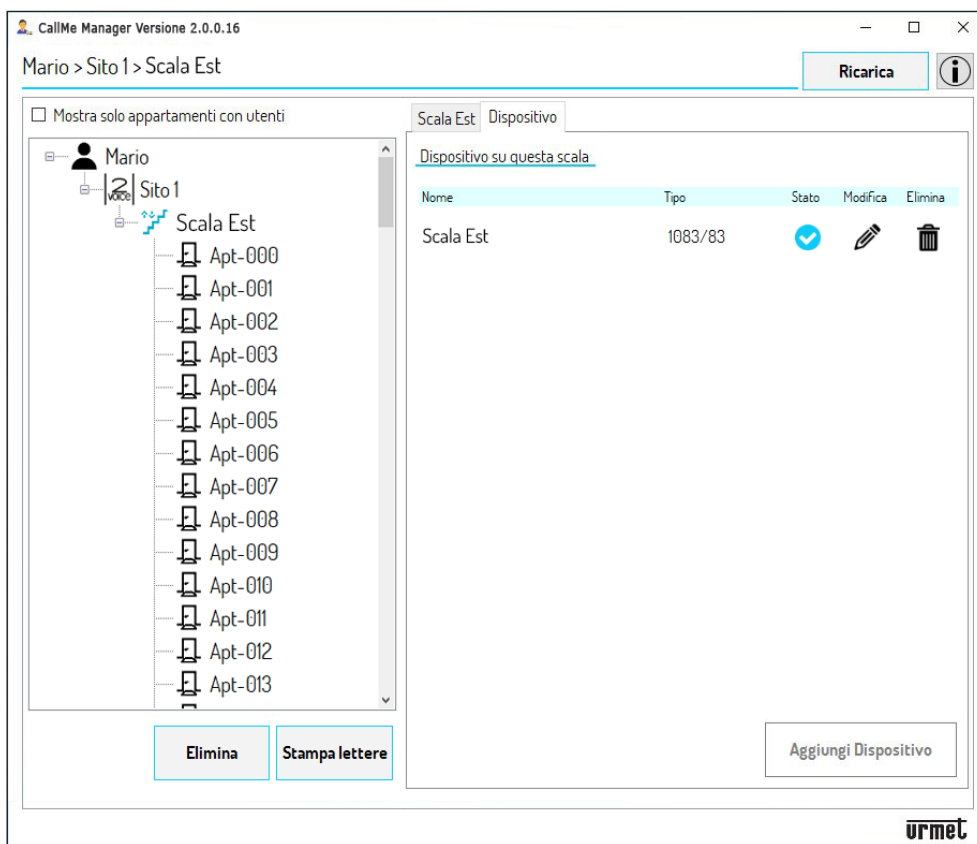 CallMe Manager Versione 2.0.0.16
Mario > Sito 1 > Scala Est
Ricarica
i
Mostra solo appartamenti con utenti
Mario
2 VOICE Sito 1
Scala Est
Apt-000
Apt-001
Apt-002
Apt-003
Apt-004
Apt-005
Apt-006
Apt-007
Apt-008
Apt-009
Apt-010
Apt-011
Apt-012
Apt-013
Elimina
Stampa lettere
Scala Est Dispositivo
Dispositivo su questa scala
Nome Tipo Stato Modifica Elimina
Scala Est 1083/83
Aggiungi Dispositivo
urmet